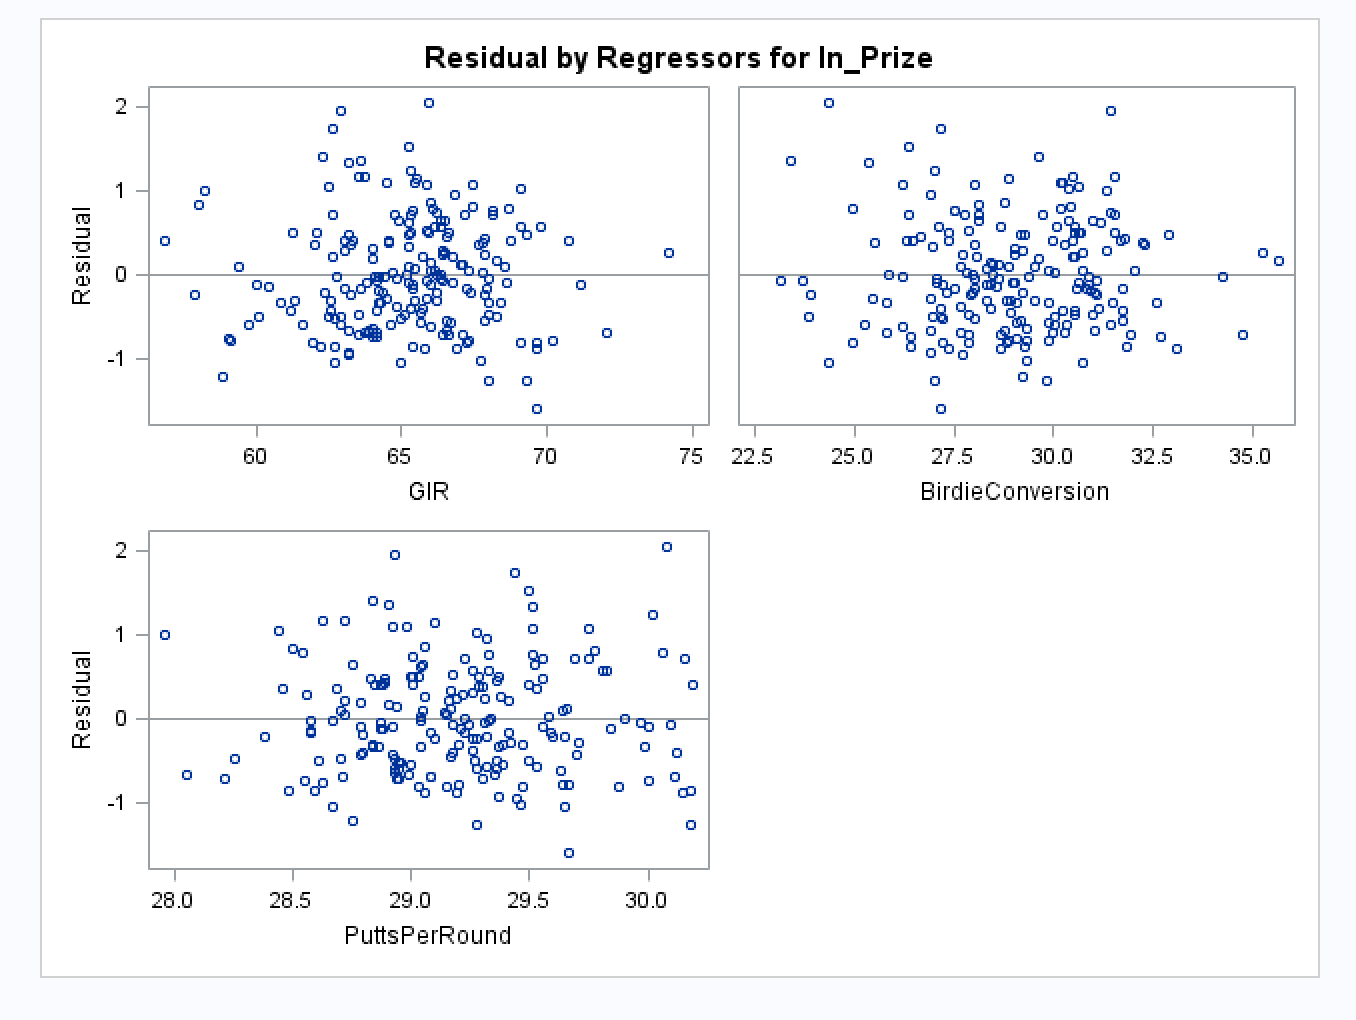 Residual by Regressors for ln_Prize
2
1
0
-1
Residual
60 65 70 75
GIR
22.5 25.0 27.5 30.0 32.5 35.0
BirdieConversion
2
1
0
-1
Residual
28.0 28.5 29.0 29.5 30.0
PuttsPerRound